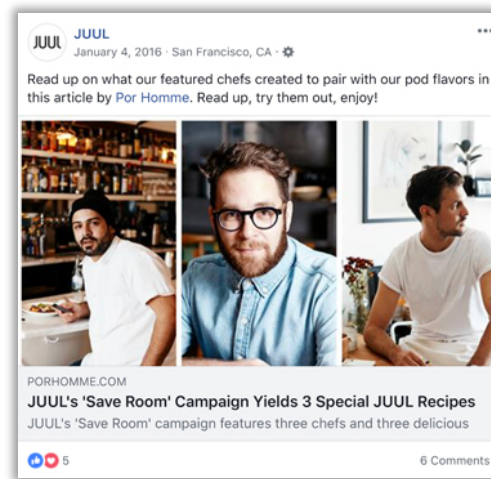 JUUL
JUUL
January 4, 2016 · San Francisco, CA ·
Read up on what our featured chefs created to pair with our pod flavors in
this article by Por Homme. Read up, try them out, enjoy!
PORHOMME.COM
JUUL's 'Save Room' Campaign Yields 3 Special JUUL Recipes
JUUL's 'Save Room' campaign features three chefs and three delicious
5
6 Comments